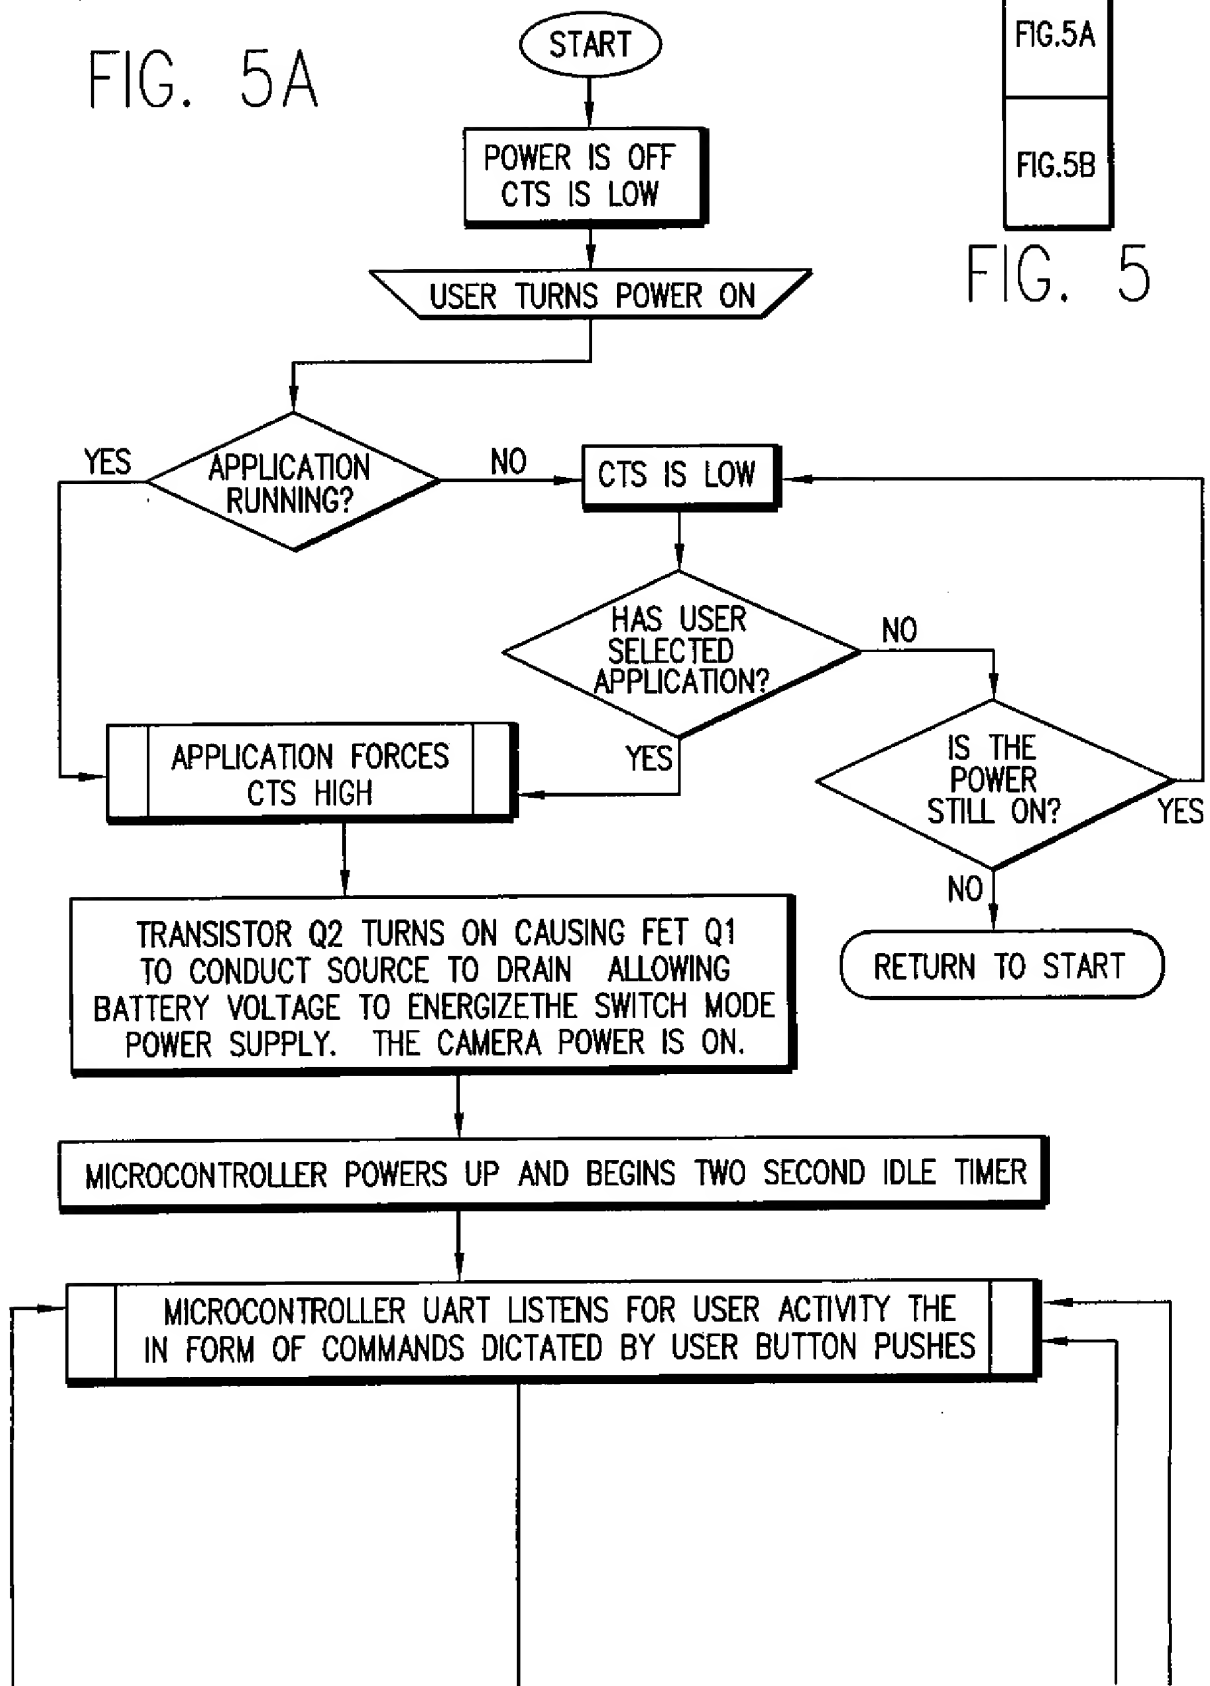 FIG. 5A
START
FIG.5A
FIG.5B
FIG. 5
POWER IS OFF
CTS IS LOW
USER TURNS POWER ON
YES
APPLICATION
RUNNING?
NO
CTS IS LOW
HAS USER
SELECTED
APPLICATION?
NO
YES
IS THE
POWER
STILL ON?
YES
NO
RETURN TO START
APPLICATION FORCES
CTS HIGH
TRANSISTOR Q2 TURNS ON CAUSING FET Q1
TO CONDUCT SOURCE TO DRAIN ALLOWING
BATTERY VOLTAGE TO ENERGIZETHE SWITCH MODE
POWER SUPPLY. THE CAMERA POWER IS ON.
MICROCONTROLLER POWERS UP AND BEGINS TWO SECOND IDLE TIMER
MICROCONTROLLER UART LISTENS FOR USER ACTIVITY THE
IN FORM OF COMMANDS DICTATED BY USER BUTTON PUSHES